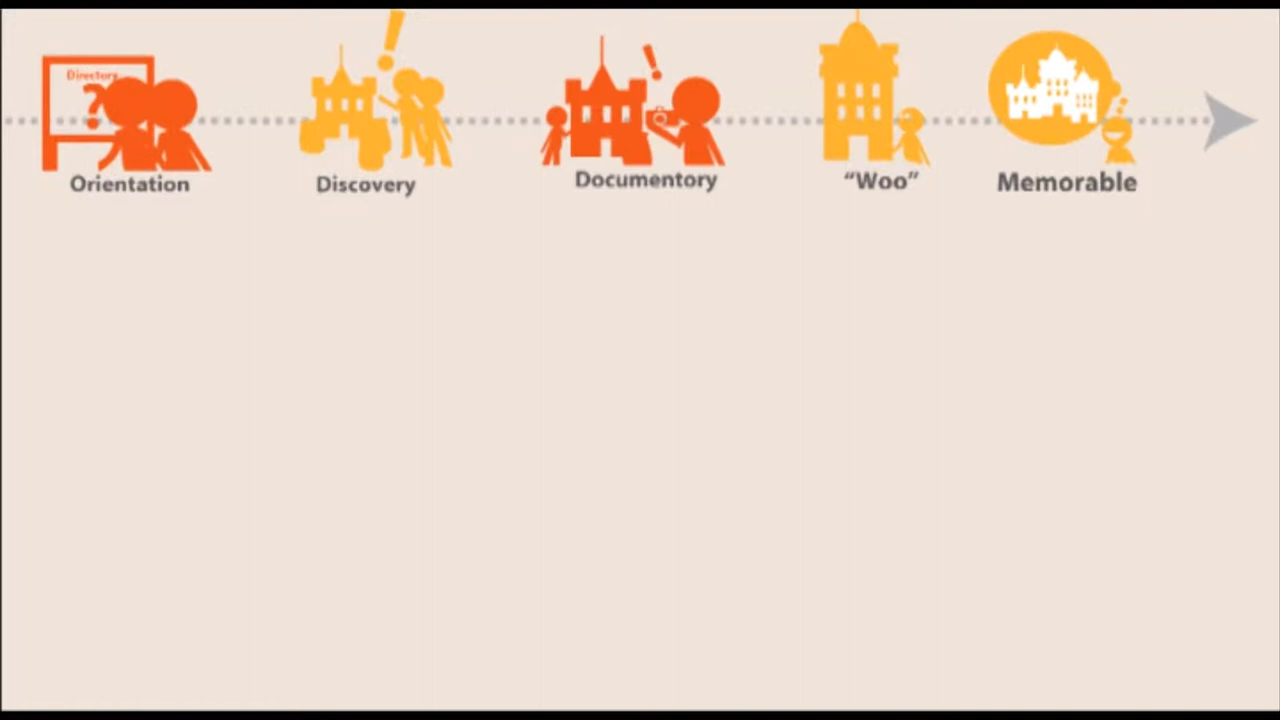 Directory
?
Orientation
Discovery
Documentory
“Woo”
Memorable